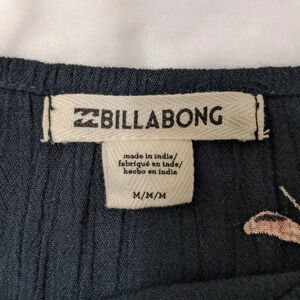 BILLABONG
made in india/
fabriqué en inde/
hecho en india
M/M/M